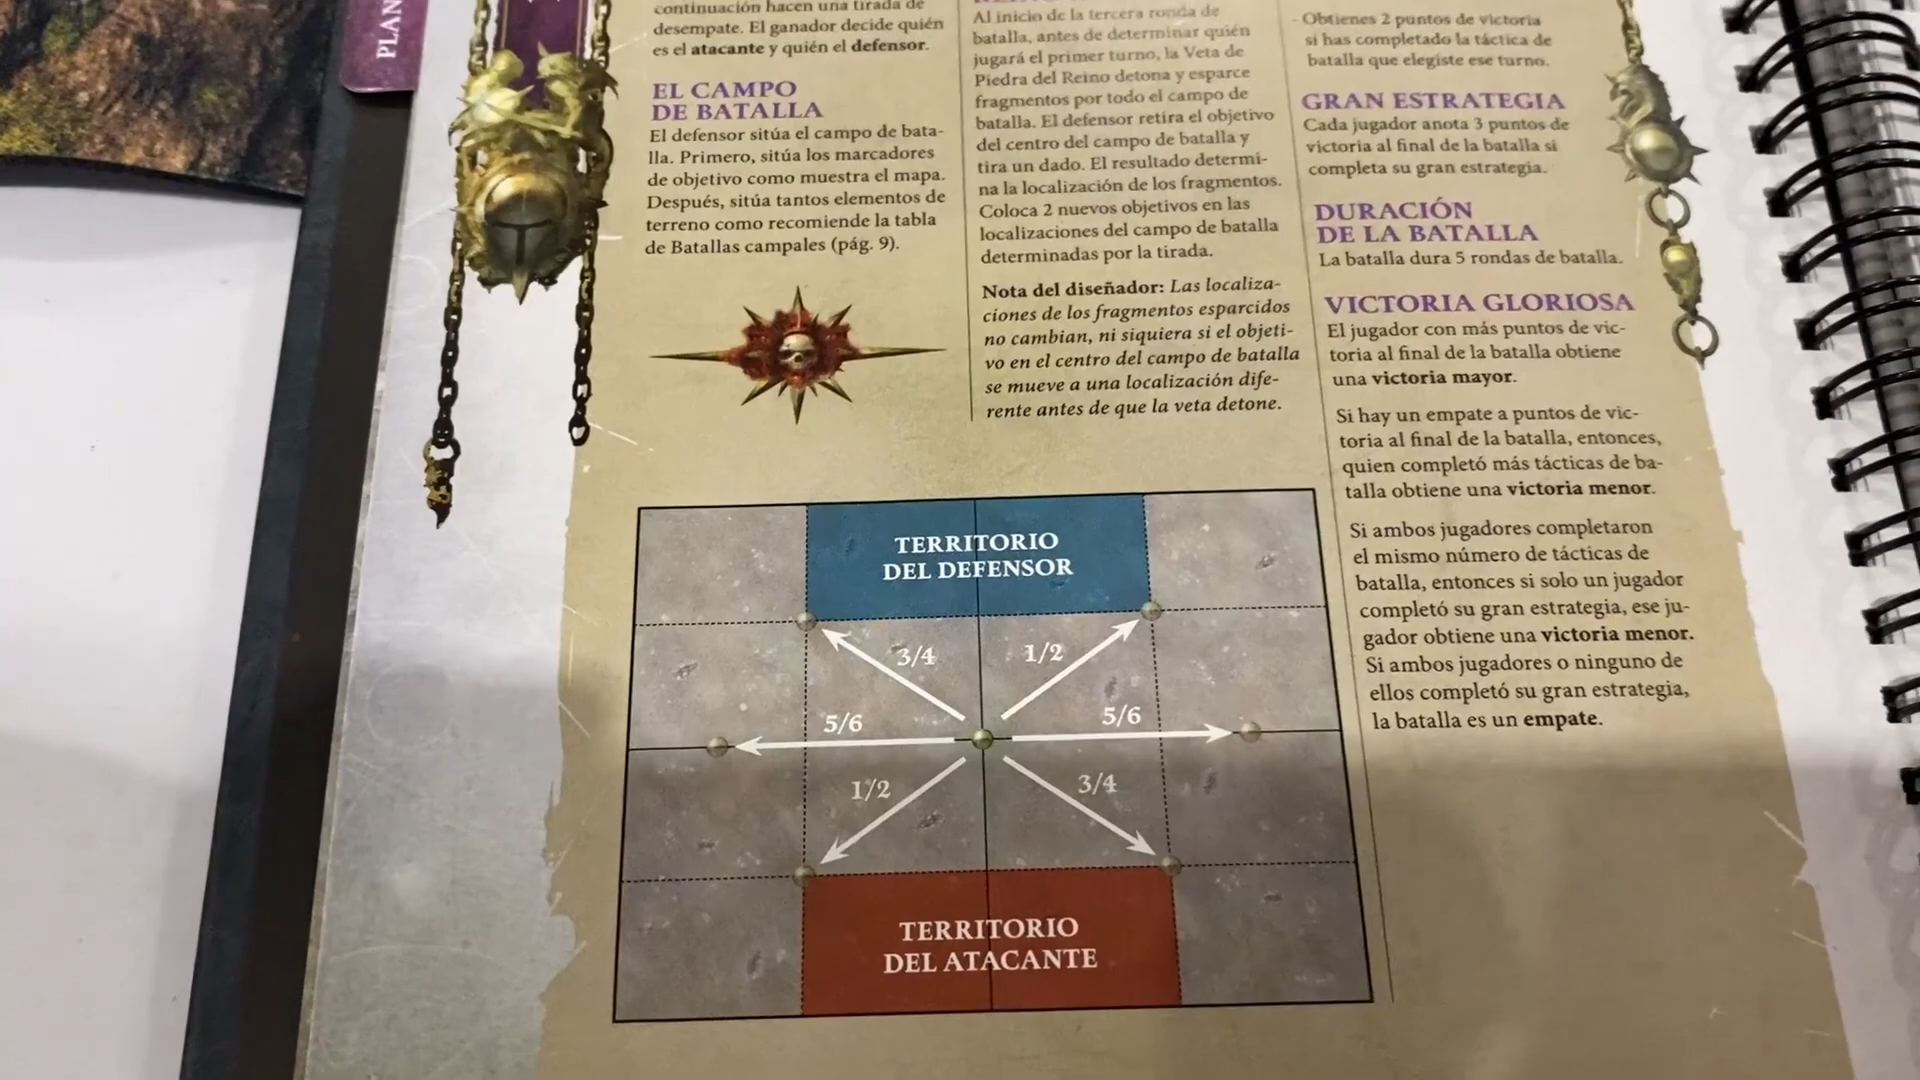 PLAN
continuación hacen una tirada de
desempate. El ganador decide quién
es el atacante y quién el defensor.
EL CAMPO
DE BATALLA
El defensor sitúa el campo de bata-
lla. Primero, sitúa los marcadores
de objetivo como muestra el mapa.
Después, sitúa tantos elementos de
terreno como recomiende la tabla
de Batallas campales (pág. 9).
Al inicio de la tercera ronda de
batalla, antes de determinar quién
jugará el primer turno, la Veta de
Piedra del Reino detona y esparce
fragmentos por todo el campo de
batalla. El defensor retira el objetivo
del centro del campo de batalla y
tira un dado. El resultado determi-
na la localización de los fragmentos.
Coloca 2 nuevos objetivos en las
localizaciones del campo de batalla
determinadas por la tirada.
Nota del diseñador: Las localiza-
ciones de los fragmentos esparcidos
no cambian, ni siquiera si el objeti-
vo en el centro del campo de batalla
se mueve a una localización dife-
rente antes de que la veta detone.
- Obtienes 2 puntos de victoria
si has completado la táctica de
batalla que elegiste ese turno.
GRAN ESTRATEGIA
Cada jugador anota 3 puntos de
victoria al final de la batalla si
completa su gran estrategia.
DURACIÓN
DE LA BATALLA
La batalla dura 5 rondas de batalla.
VICTORIA GLORIOSA
El jugador con más puntos de vic-
toria al final de la batalla obtiene
una victoria mayor.
Si hay un empate a puntos de vic-
toria al final de la batalla, entonces,
quien completó más tácticas de ba-
talla obtiene una victoria menor.
Si ambos jugadores completaron
el mismo número de tácticas de
batalla, entonces si solo un jugador
completó su gran estrategia, ese ju-
gador obtiene una victoria menor.
Si ambos jugadores o ninguno de
ellos completó su gran estrategia,
la batalla es un empate.
TERRITORIO
DEL DEFENSOR
3/4
1/2
5/6
5/6
1/2
3/4
TERRITORIO
DEL ATACANTE